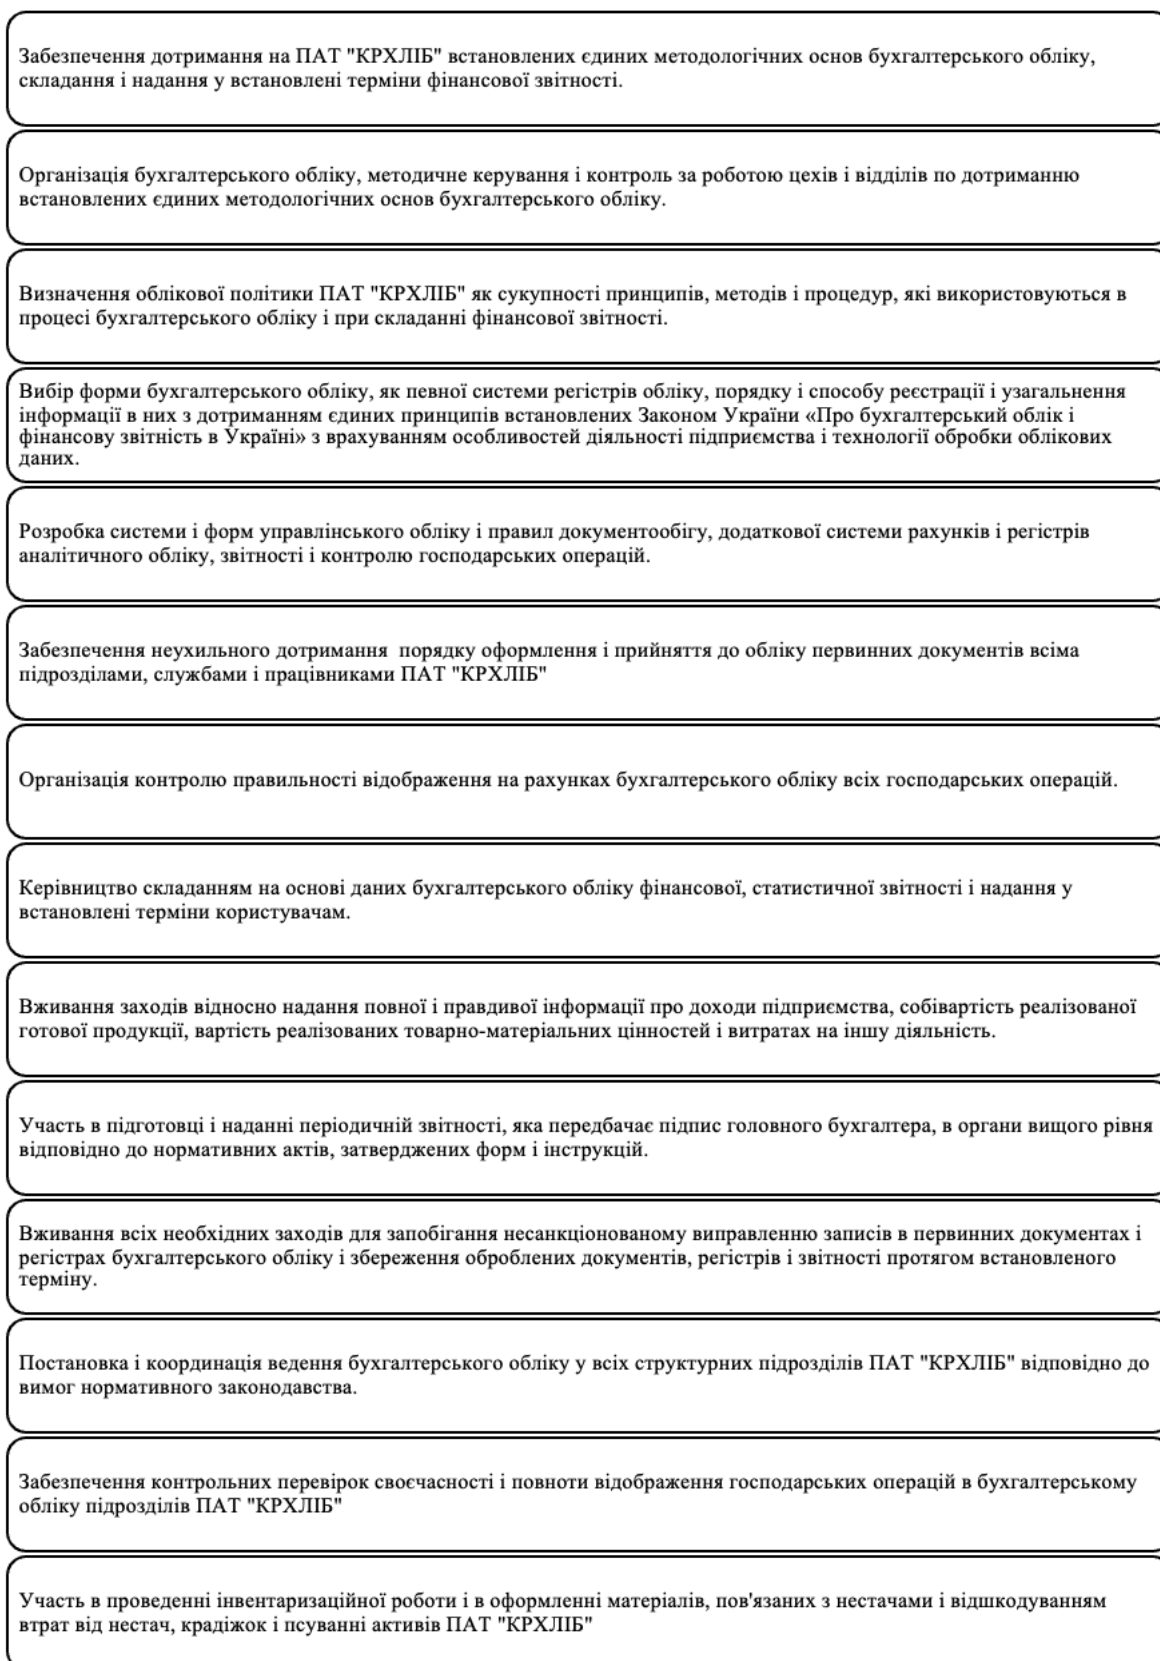 Забезпечення дотримання на ПАТ "КРХЛІБ" встановлених єдиних методологічних основ бухгалтерського обліку,
складання і надання у встановлені терміни фінансової звітності.
Організація бухгалтерського обліку, методичне керування і контроль за роботою цехів і відділів по дотриманню
встановлених єдиних методологічних основ бухгалтерського обліку.
Визначення облікової політики ПАТ "КРХЛІБ" як сукупності принципів, методів і процедур, які використовуються в
процесі бухгалтерського обліку і при складанні фінансової звітності.
Вибір форми бухгалтерського обліку, як певної системи регістрів обліку, порядку і способу реєстрації і узагальнення
інформації в них з дотриманням єдиних принципів встановлених Законом України «Про бухгалтерський облік і
фінансову звітність в Україні» з врахуванням особливостей діяльності підприємства і технології обробки облікових
даних.
Розробка системи і форм управлінського обліку і правил документообігу, додаткової системи рахунків і регістрів
аналітичного обліку, звітності і контролю господарських операцій.
Забезпечення неухильного дотримання  порядку оформлення і прийняття до обліку первинних документів всіма
підрозділами, службами і працівниками ПАТ "КРХЛІБ"
Організація контролю правильності відображення на рахунках бухгалтерського обліку всіх господарських операцій.
Керівництво складанням на основі даних бухгалтерського обліку фінансової, статистичної звітності і надання у
встановлені терміни користувачам.
Вживання заходів відносно надання повної і правдивої інформації про доходи підприємства, собівартість реалізованої
готової продукції, вартість реалізованих товарно-матеріальних цінностей і витратах на іншу діяльність.
Участь в підготовці і наданні періодичній звітності, яка передбачає підпис головного бухгалтера, в органи вищого рівня
відповідно до нормативних актів, затверджених форм і інструкцій.
Вживання всіх необхідних заходів для запобігання несанкціонованому виправленню записів в первинних документах і
регістрах бухгалтерського обліку і збереження оброблених документів, регістрів і звітності протягом встановленого
терміну.
Постановка і координація ведення бухгалтерського обліку у всіх структурних підрозділів ПАТ "КРХЛІБ" відповідно до
вимог нормативного законодавства.
Забезпечення контрольних перевірок своєчасності і повноти відображення господарських операцій в бухгалтерському
обліку підрозділів ПАТ "КРХЛІБ"
Участь в проведенні інвентаризаційної роботи і в оформленні матеріалів, пов'язаних з нестачами і відшкодуванням
втрат від нестач, крадіжок і псуванні активів ПАТ "КРХЛІБ"